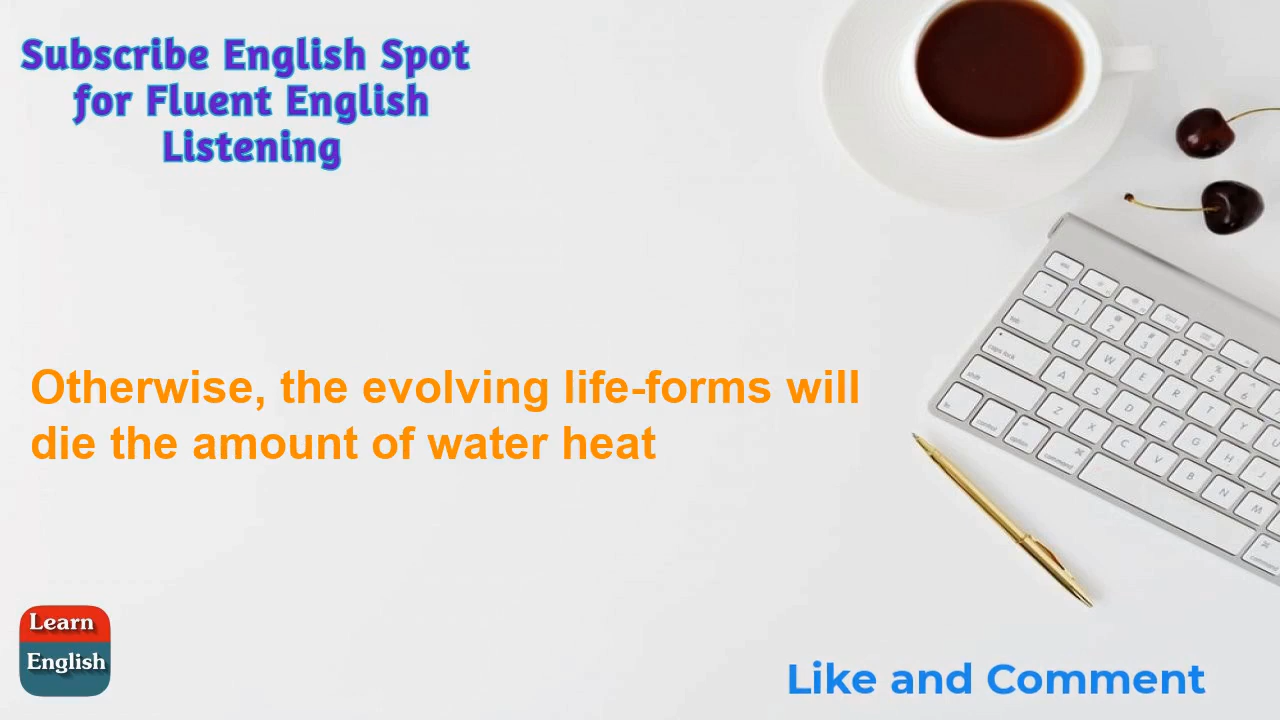 Subscribe English Spot
for Fluent English
Listening
Otherwise, the evolving life-forms will
die the amount of water heat
Learn
English
Like and Comment